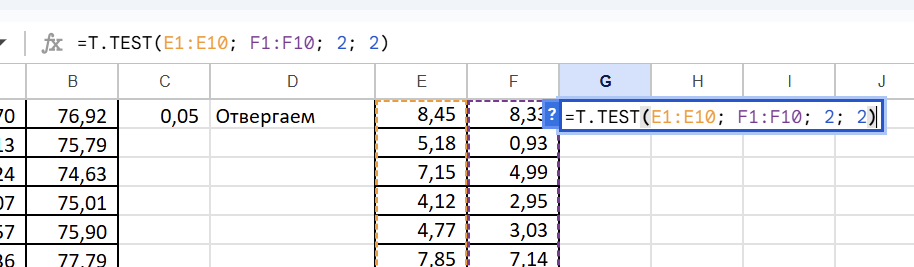 fx =T.TEST(E1:E10; F1:F10; 2; 2)
B C D E F G H I J
70 76,92 0,05 Отвергаем 8,45 8,33 ? =T.TEST(E1:E10; F1:F10; 2; 2)
13 75,79 5,18 0,93
24 74,63 7,15 4,99
07 75,01 4,12 2,95
57 75,90 4,77 3,03
36 77,79 7,85 7,14